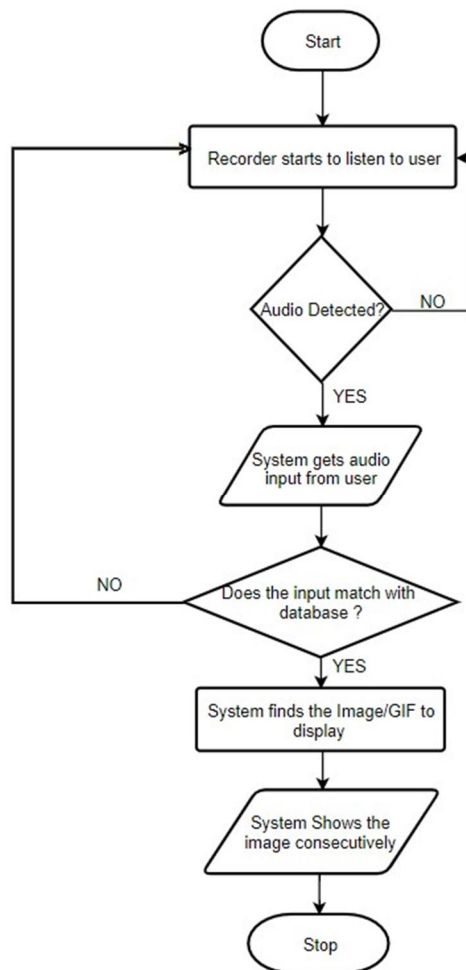 Start
Recorder starts to listen to user
Audio Detected?
NO
YES
System gets audio
input from user
NO
Does the input match with
database ?
YES
System finds the Image/GIF to
display
System Shows the
image consecutively
Stop